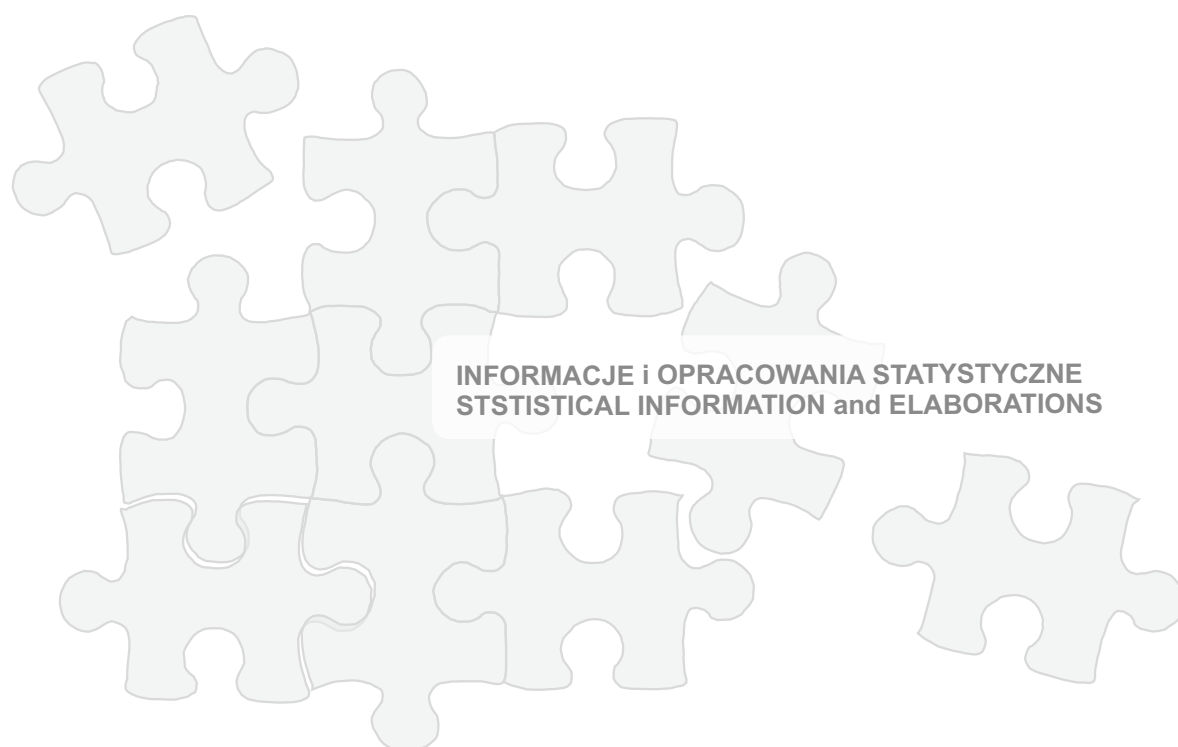 INFORMACJE i OPRACOWANIA STATYSTYCZNE
STSTISTICAL INFORMATION and ELABORATIONS